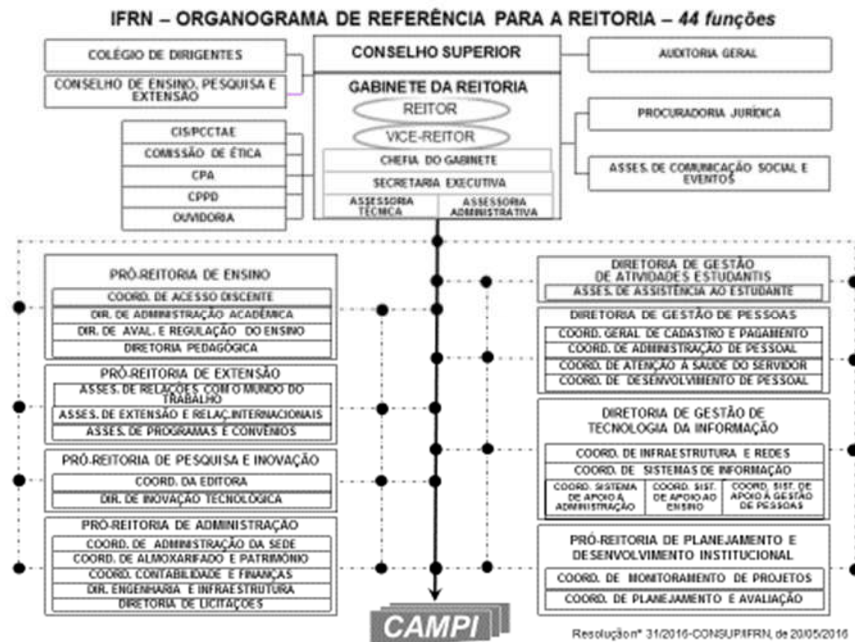 IFRN – ORGANOGRAMA DE REFERÊNCIA PARA A REITORIA – 44 funções
COLÉGIO DE DIRIGENTES
CONSELHO DE ENSINO, PESQUISA E
EXTENSÃO
CONSELHO SUPERIOR
AUDITORIA GERAL
GABINETE DA REITORIA
REITOR
VICE-REITOR
CHEFIA DO GABINETE
SECRETARIA EXECUTIVA
ASSESSORIA
TÉCNICA
ASSESSORIA
ADMINISTRATIVA
PROCURADORIA JURÍDICA
ASSES. DE COMUNICAÇÃO SOCIAL E
EVENTOS
CIS/PCCTAE
COMISSÃO DE ÉTICA
CPA
CPPD
OUVIDORIA
PRÓ-REITORIA DE ENSINO
COORD. DE ACESSO DISCENTE
DIR. DE ADMINISTRAÇÃO ACADÊMICA
DIR. DE AVAL. E REGULAÇÃO DO ENSINO
DIRETORIA PEDAGÓGICA
PRÓ-REITORIA DE EXTENSÃO
ASSES. DE RELAÇÕES COM O MUNDO DO
TRABALHO
ASSES. DE EXTENSÃO E RELAÇ. INTERNACIONAIS
ASSES. DE PROGRAMAS E CONVÊNIOS
PRÓ-REITORIA DE PESQUISA E INOVAÇÃO
COORD. DA EDITORA
DIR. DE INOVAÇÃO TECNOLÓGICA
PRÓ-REITORIA DE ADMINISTRAÇÃO
COORD. DE ADMINISTRAÇÃO DA SEDE
COORD. DE ALMOXARIFADO E PATRIMÔNIO
COORD. CONTABILIDADE E FINANÇAS
DIR. ENGENHARIA E INFRAESTRUTURA
DIRETORIA DE LICITAÇÕES
DIRETORIA DE GESTÃO
DE ATIVIDADES ESTUDANTIS
ASSES. DE ASSISTÊNCIA AO ESTUDANTE
DIRETORIA DE GESTÃO DE PESSOAS
COORD. GERAL DE CADASTRO E PAGAMENTO
COORD. DE ADMINISTRAÇÃO DE PESSOAL
COORD. DE ATENÇÃO À SAÚDE DO SERVIDOR
COORD. DE DESENVOLVIMENTO DE PESSOAL
DIRETORIA DE GESTÃO DE
TECNOLOGIA DA INFORMAÇÃO
COORD. DE INFRAESTRUTURA E REDES
COORD. DE SISTEMAS DE INFORMAÇÃO
COORD. SISTEMA
DE APOIO À
ADMINISTRAÇÃO
COORD. SIST.
DE APOIO AO
ENSINO
COORD. SIST. DE
APOIO À GESTÃO
DE PESSOAS
PRÓ-REITORIA DE PLANEJAMENTO E
DESENVOLVIMENTO INSTITUCIONAL
COORD. DE MONITORAMENTO DE PROJETOS
COORD. DE PLANEJAMENTO E AVALIAÇÃO
CAMPI
Resolução nº 31/2016-CONSUP/IFRN, de 20/05/2016